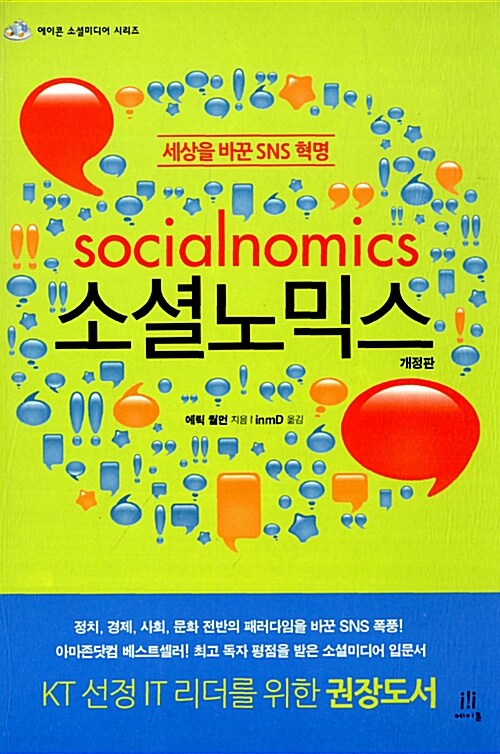 에이콘 소셜미디어 시리즈
세상을 바꾼 SNS 혁명
socialnomics
소셜노믹스
개정판
에릭 퀄먼 지음 | inmD 옮김
정치, 경제, 사회, 문화 전반의 패러다임을 바꾼 SNS 폭풍!
아마존닷컴 베스트셀러! 최고 독자 평점을 받은 소셜미디어 입문서
KT 선정 IT 리더를 위한 권장도서
에이콘